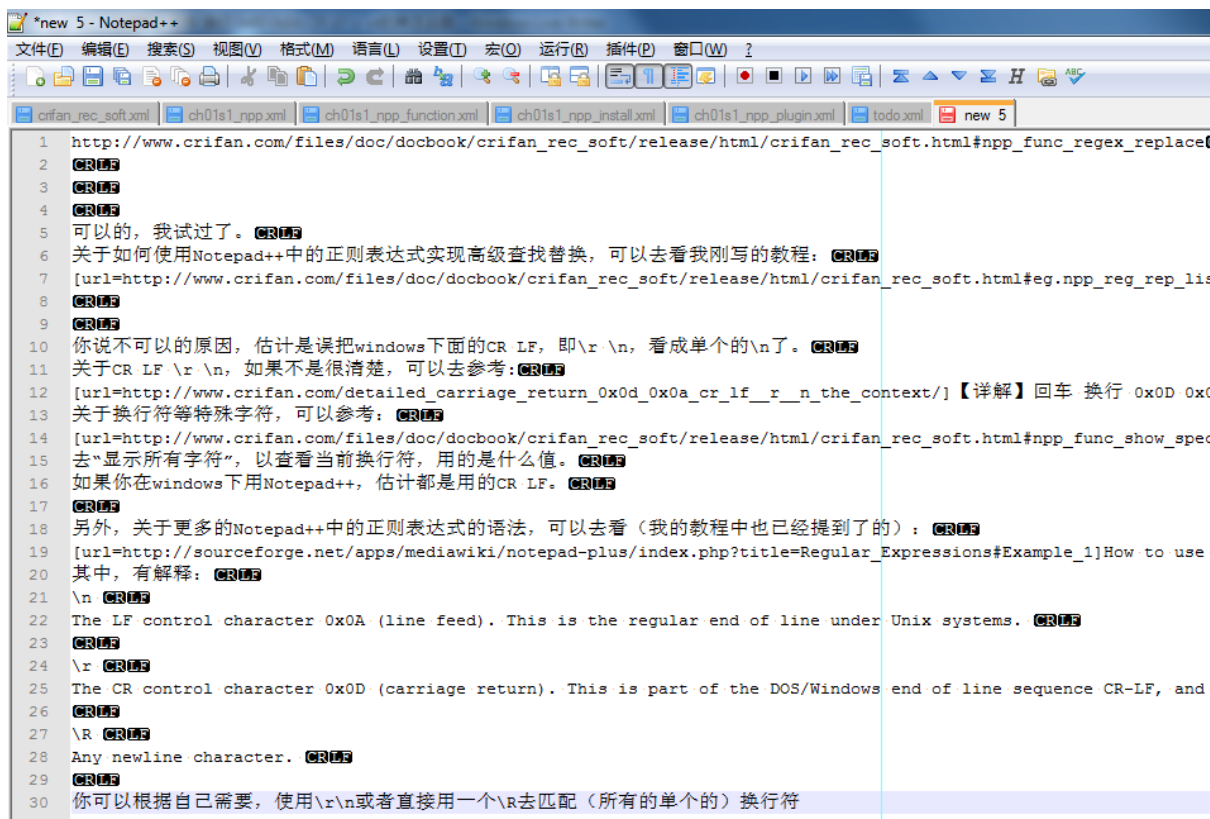 *new 5 - Notepad++
文件(F) 编辑(E) 搜索(S) 视图(V) 格式(M) 语言(L) 设置(T) 宏(O) 运行(R) 插件(P) 窗口(W) ?
crifan_rec_soft.xml ch01s1_npp.xml ch01s1_npp_function.xml ch01s1_npp_install.xml ch01s1_npp_plugin.xml todo.xml new 5
1 http://www.crifan.com/files/doc/docbook/crifan_rec_soft/release/html/crifan_rec_soft.html#npp_func_regex_replace
2 CRLF
3 CRLF
4 CRLF
5 可以的，我试过了。CRLF
6 关于如何使用Notepad++中的正则表达式实现高级查找替换，可以去看我刚写的教程：CRLF
7 [url=http://www.crifan.com/files/doc/docbook/crifan_rec_soft/release/html/crifan_rec_soft.html#eg.npp_reg_rep_lis
8 CRLF
9 CRLF
10 你说不可以的原因，估计是误把windows下面的CR LF，即\r \n，看成单个的\n了。CRLF
11 关于CR LF \r \n，如果不是很清楚，可以去参考:CRLF
12 [url=http://www.crifan.com/detailed_carriage_return_0x0d_0x0a_cr_lf__r__n_the_context/]【详解】回车 换行 0x0D 0x0
13 关于换行符等特殊字符，可以参考：CRLF
14 [url=http://www.crifan.com/files/doc/docbook/crifan_rec_soft/release/html/crifan_rec_soft.html#npp_func_show_spec
15 去“显示所有字符”，以查看当前换行符，用的是什么值。CRLF
16 如果你在windows下用Notepad++，估计都是用的CR LF。CRLF
17 CRLF
18 另外，关于更多的Notepad++中的正则表达式的语法，可以去看（我的教程中也已经提到了的）：CRLF
19 [url=http://sourceforge.net/apps/mediawiki/notepad-plus/index.php?title=Regular_Expressions#Example_1]How to use
20 其中，有解释：CRLF
21 \n CRLF
22 The LF control character 0x0A (line feed). This is the regular end of line under Unix systems. CRLF
23 CRLF
24 \r CRLF
25 The CR control character 0x0D (carriage return). This is part of the DOS/Windows end of line sequence CR-LF, and
26 CRLF
27 \R CRLF
28 Any newline character. CRLF
29 CRLF
30 你可以根据自己需要，使用\r\n或者直接用一个\R去匹配（所有的单个的）换行符